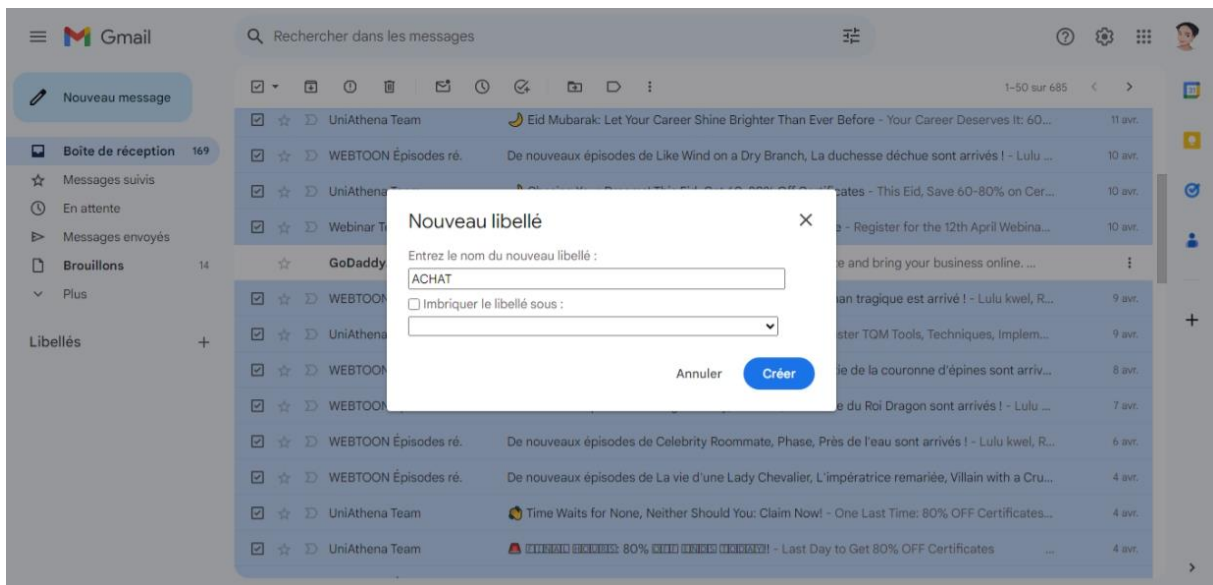 Gmail
Rechercher dans les messages
Nouveau message
1–50 sur 685
Boîte de réception 169
Messages suivis
En attente
Messages envoyés
Brouillons 14
Plus
Libellés
UniAthena Team Eid Mubarak: Let Your Career Shine Brighter Than Ever Before - Your Career Deserves It: 60... 11 avr.
WEBTOON Épisodes ré. De nouveaux épisodes de Like Wind on a Dry Branch, La duchesse déchue sont arrivés ! - Lulu ... 10 avr.
UniAthena - This Eid, Save 60-80% on Cer... 10 avr.
Webinar - Register for the 12th April Webina... 10 avr.
GoDaddy and bring your business online. ...
WEBTOON tragique est arrivé ! - Lulu kwel, R... 9 avr.
UniAthena TQM Tools, Techniques, Implem... 9 avr.
WEBTOON de la couronne d'épines sont arriv... 8 avr.
WEBTOON du Roi Dragon sont arrivés ! - Lulu ... 7 avr.
WEBTOON Épisodes ré. De nouveaux épisodes de Celebrity Roommate, Phase, Près de l'eau sont arrivés ! - Lulu kwel, R... 6 avr.
WEBTOON Épisodes ré. De nouveaux épisodes de La vie d'une Lady Chevalier, L'impératrice remariée, Villain with a Cru... 4 avr.
UniAthena Team Time Waits for None, Neither Should You: Claim Now! - One Last Time: 80% OFF Certificates... 4 avr.
UniAthena Team 80% - Last Day to Get 80% OFF Certificates ... 4 avr.
Nouveau libellé
Entrez le nom du nouveau libellé :
ACHAT
Imbriquer le libellé sous :
Annuler Créer